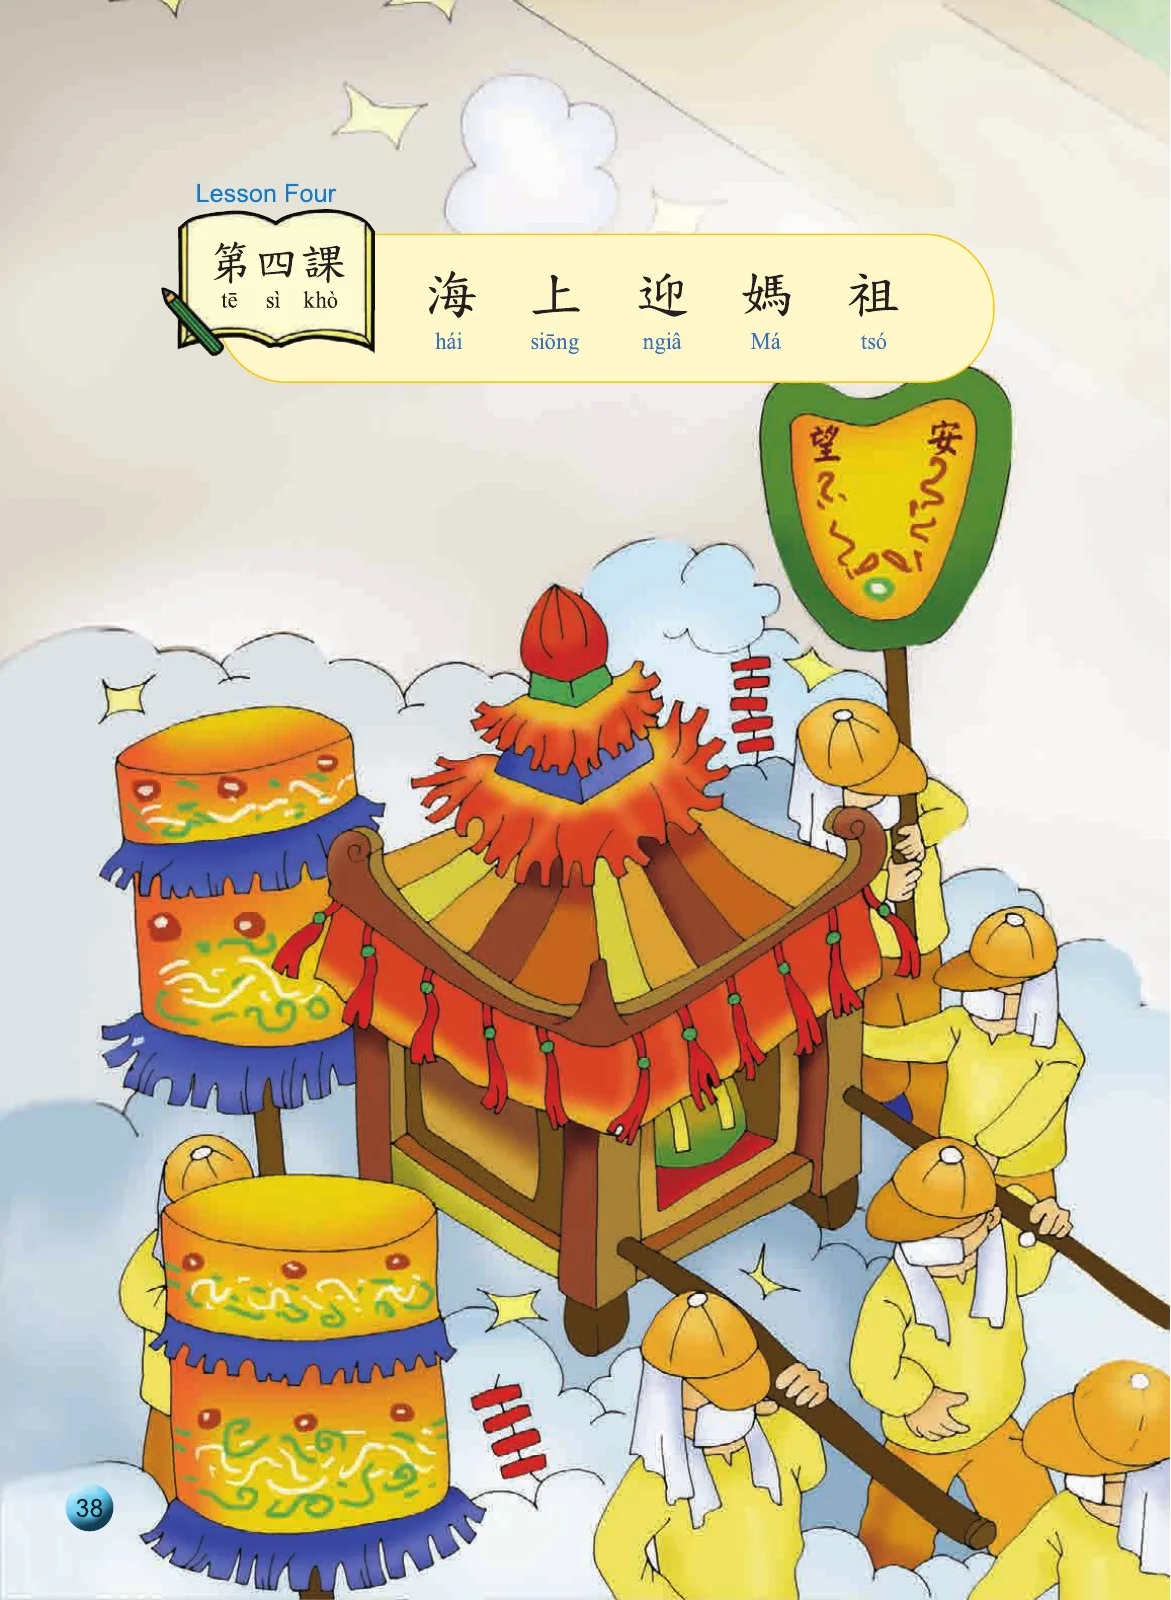 Lesson Four
第四課
tē sì khò
海上迎媽祖
hái siōng ngiâ Má tsó
望 安
38